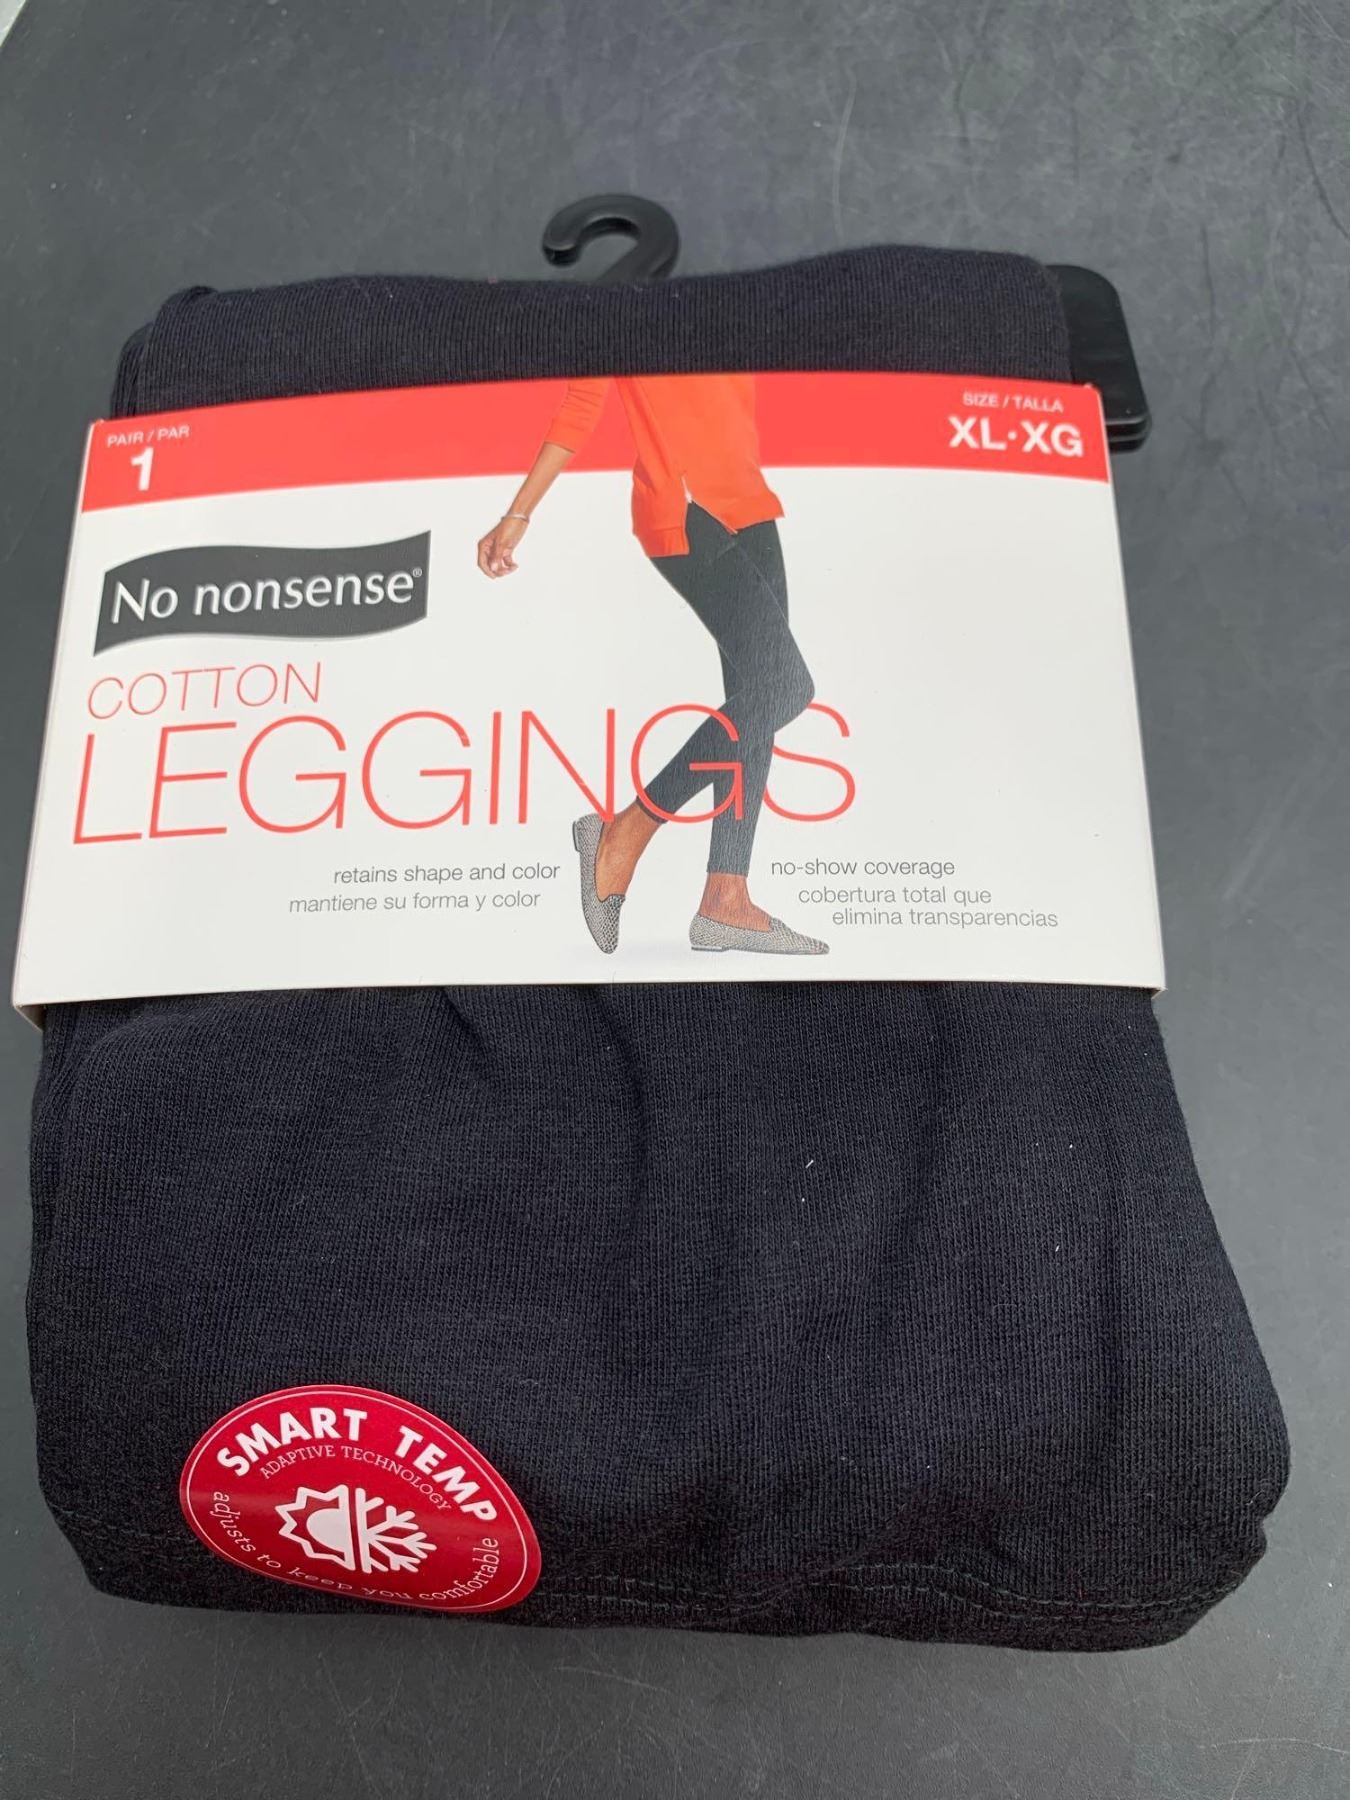 PAIR / PAR
1
SIZE / TALLA
XL·XG
No nonsense®
COTTON
LEGGINGS
retains shape and color
mantiene su forma y color
no-show coverage
cobertura total que
elimina transparencias
SMART TEMP
ADAPTIVE TECHNOLOGY
adjusts to keep you comfortable